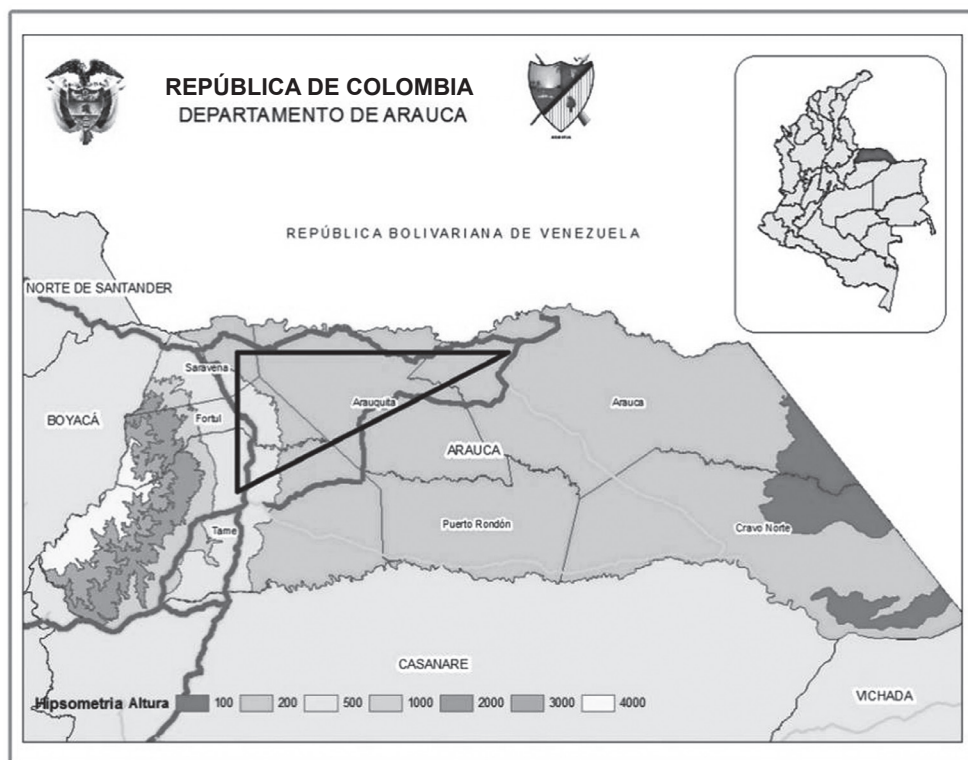 REPÚBLICA DE COLOMBIA
DEPARTAMENTO DE ARAUCA
REPÚBLICA BOLIVARIANA DE VENEZUELA
NORTE DE SANTANDER
Saravena
Arauquita
Arauca
BOYACÁ
Fortul
ARAUCA
Puerto Rondón
Cravo Norte
Tame
CASANARE
VICHADA
Hipsometria Altura 100 200 500 1000 2000 3000 4000